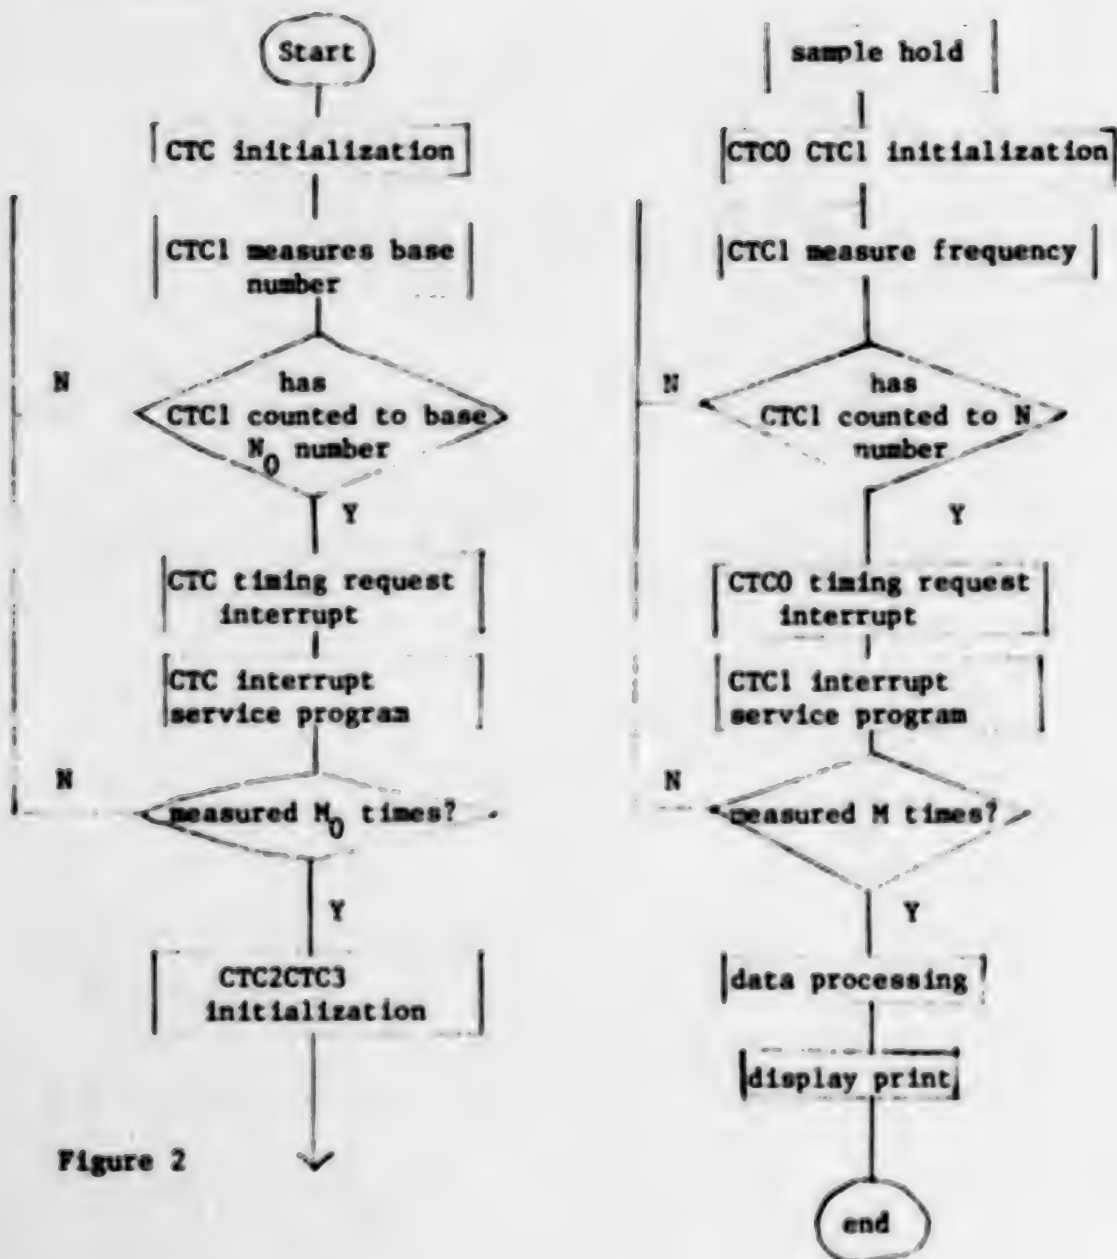 Start
CTC initialization
CTC1 measures base
number
N
has
CTC1 counted to base
N0 number
Y
CTC timing request
interrupt
CTC interrupt
service program
N
measured M0 times?
Y
CTC2CTC3
initialization
Figure 2
sample hold
CTC0 CTC1 initialization
CTC1 measure frequency
N
has
CTC1 counted to N
number
Y
CTC0 timing request
interrupt
CTC1 interrupt
service program
N
measured M times?
Y
data processing
display print
end